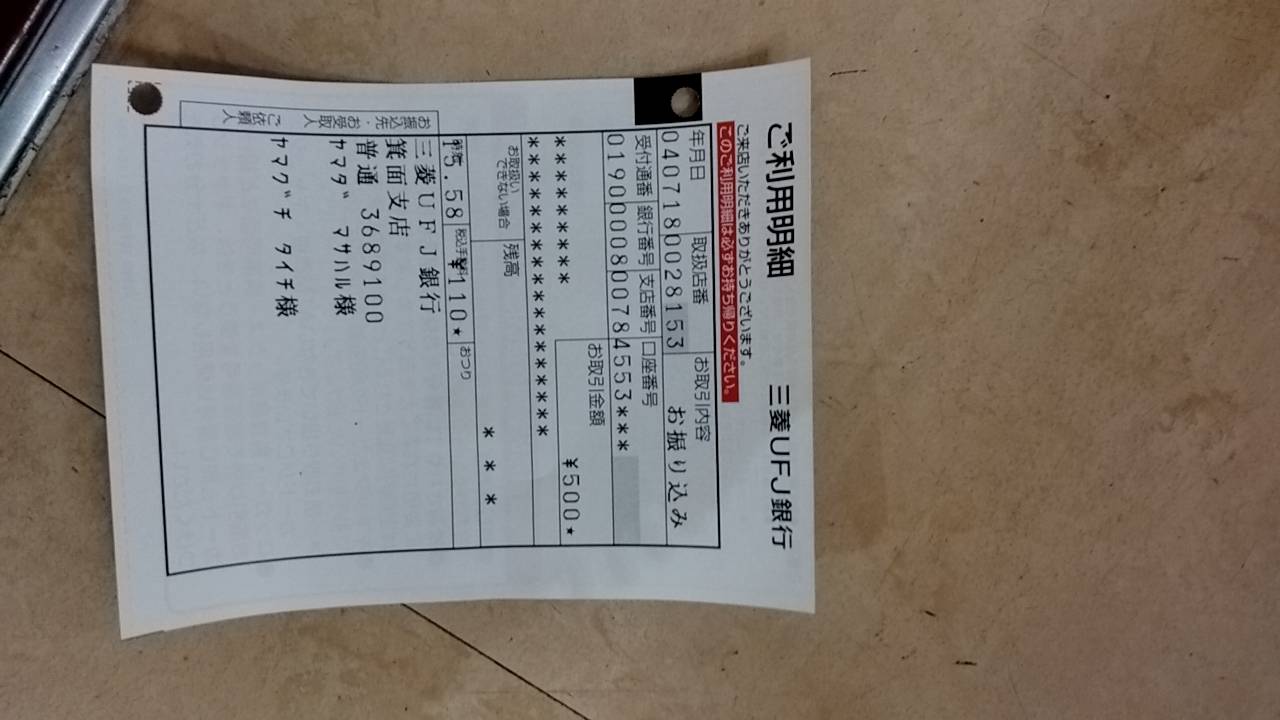 ご利用明細 三菱UFJ銀行
ご来店いただきありがとうございます。
このご利用明細は必ずお持ち帰りください。
年月日 取扱店番 お取引内容
040718 0028153 お振り込み
受付通番 銀行番号 支店番号 口座番号
0190 0008 0078 4553***
お取引金額
********* ¥500★
********************
お取扱いできない場合 残高
* * *
時刻 税込手数料 おつり
15.58 ¥110★
お振込先・お受取人
三菱UFJ銀行
箕面支店
普通 3689100
ヤマダ マサハル様
ご依頼人
ヤマグチ タイチ様